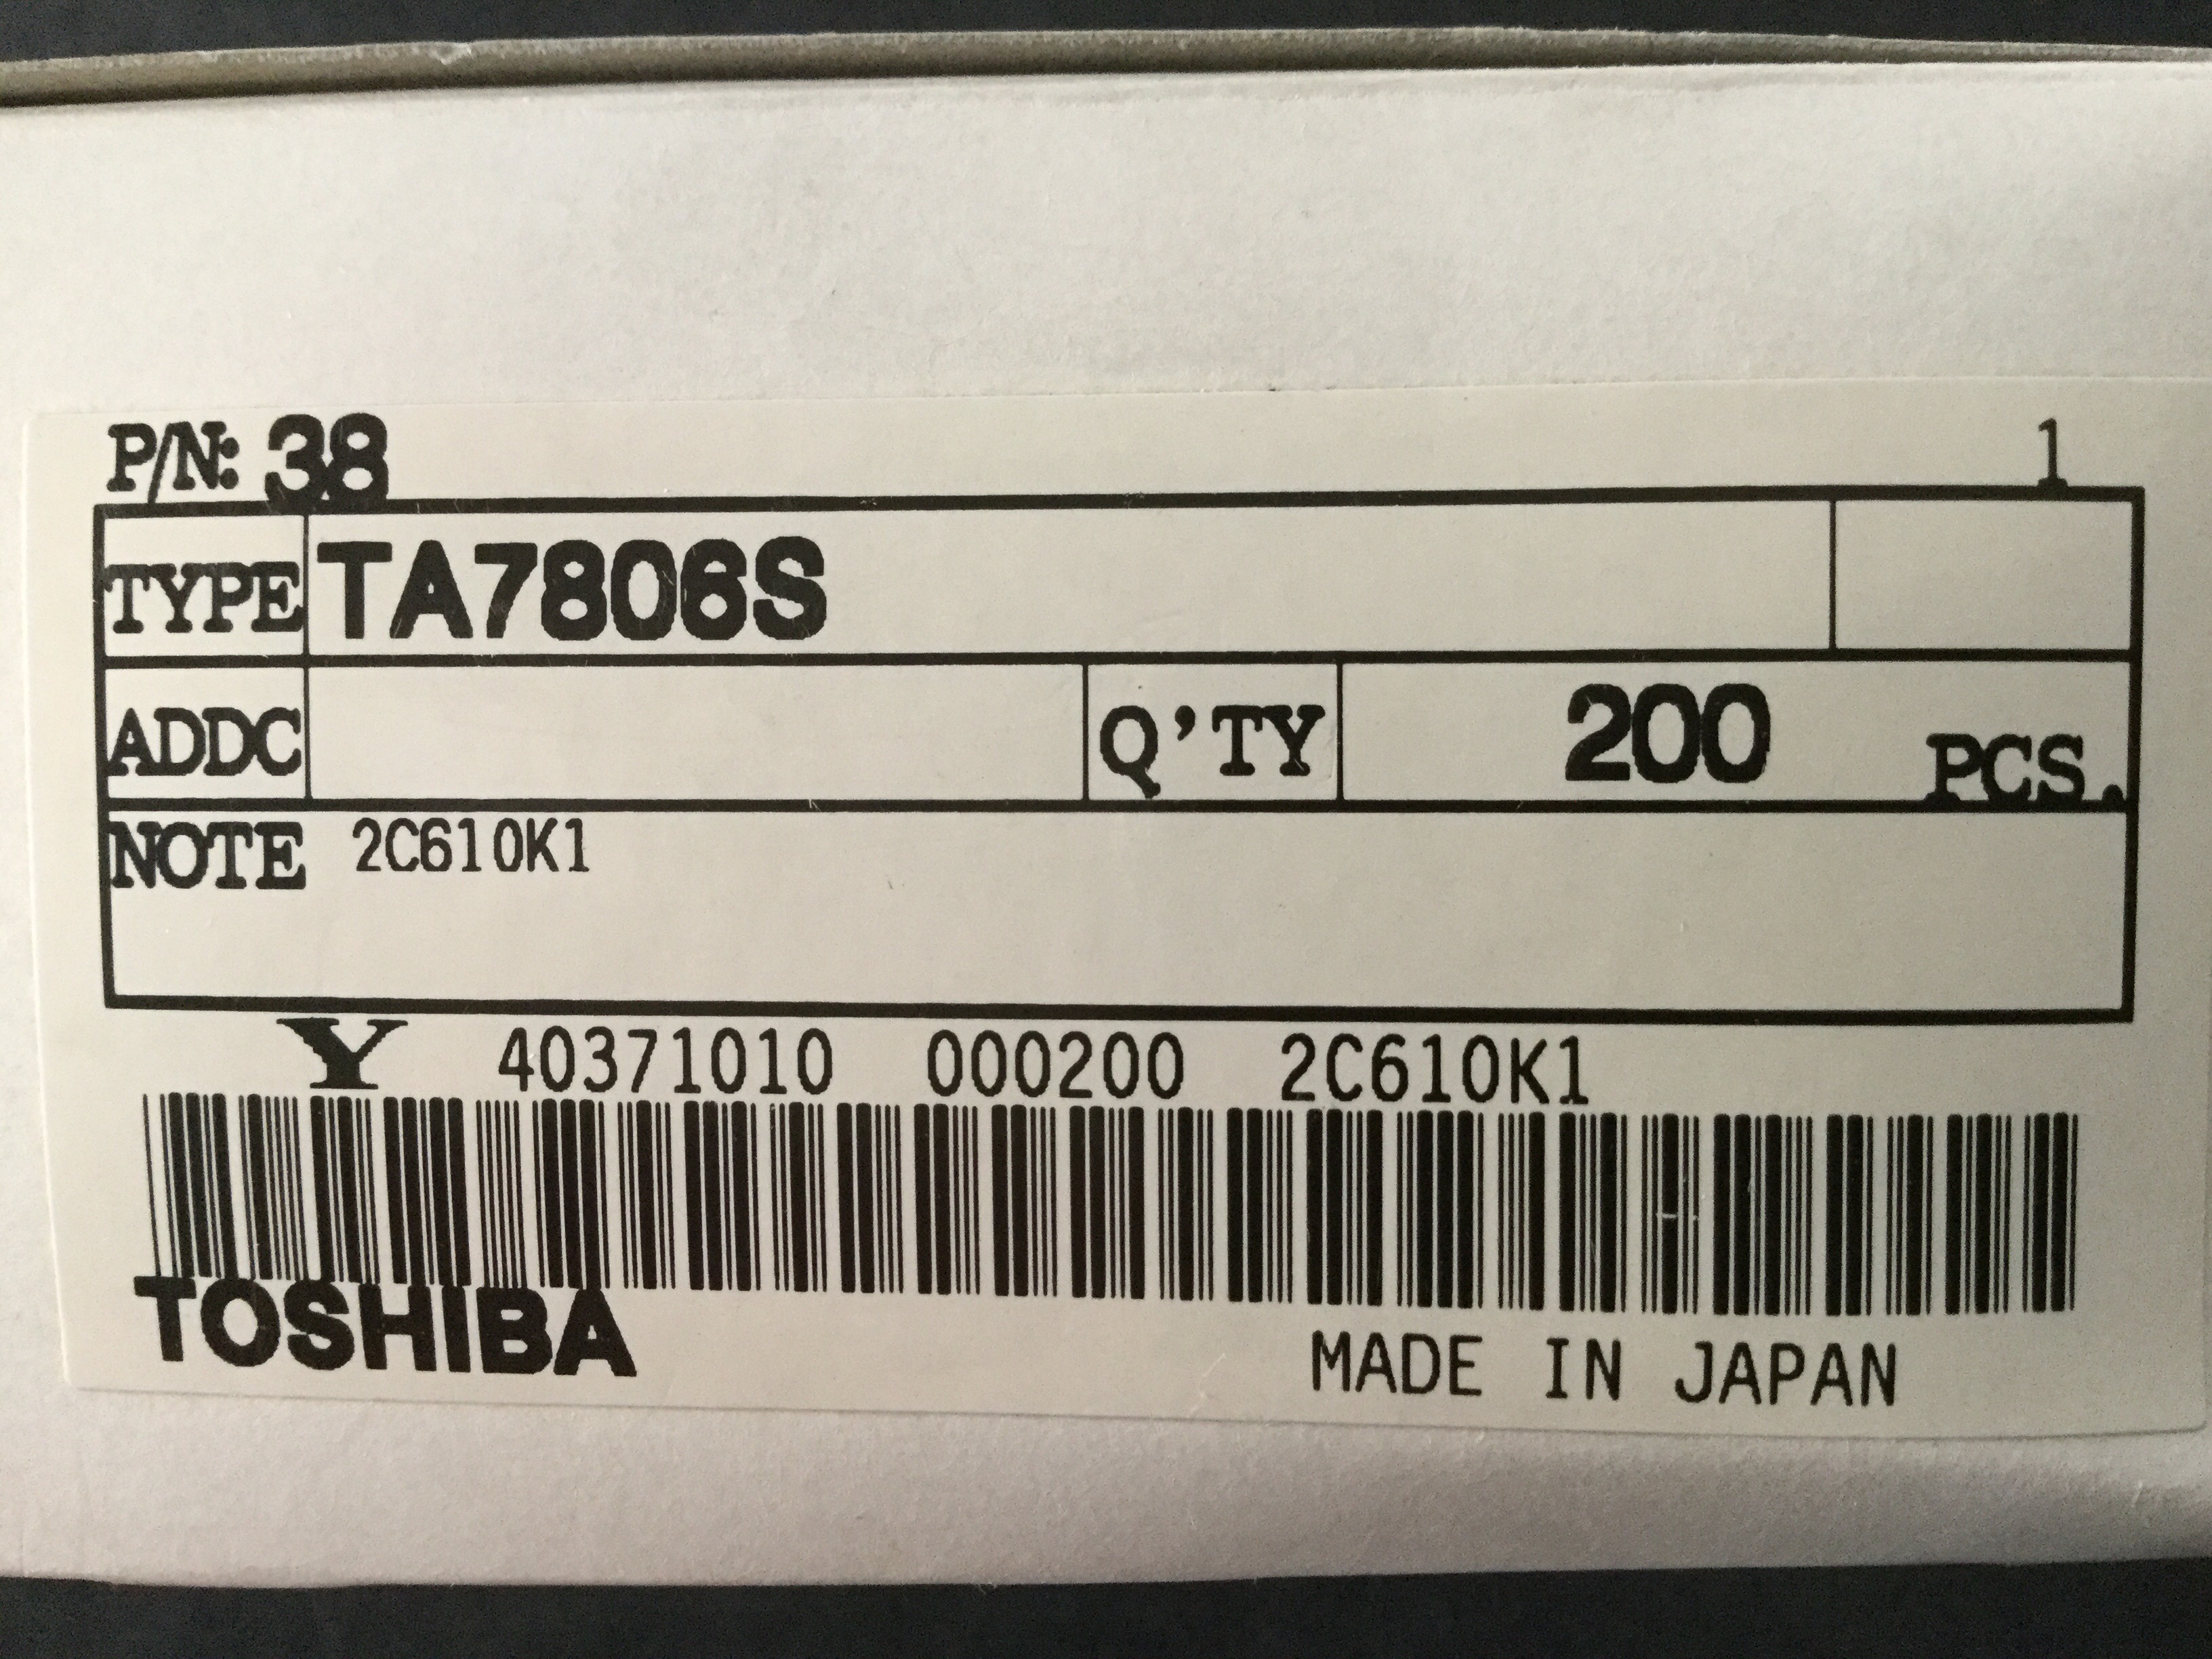 P/N: 38 1
TYPE TA7806S
ADDC Q'TY 200 PCS.
NOTE 2C610K1
Y 40371010 000200 2C610K1
TOSHIBA
MADE IN JAPAN